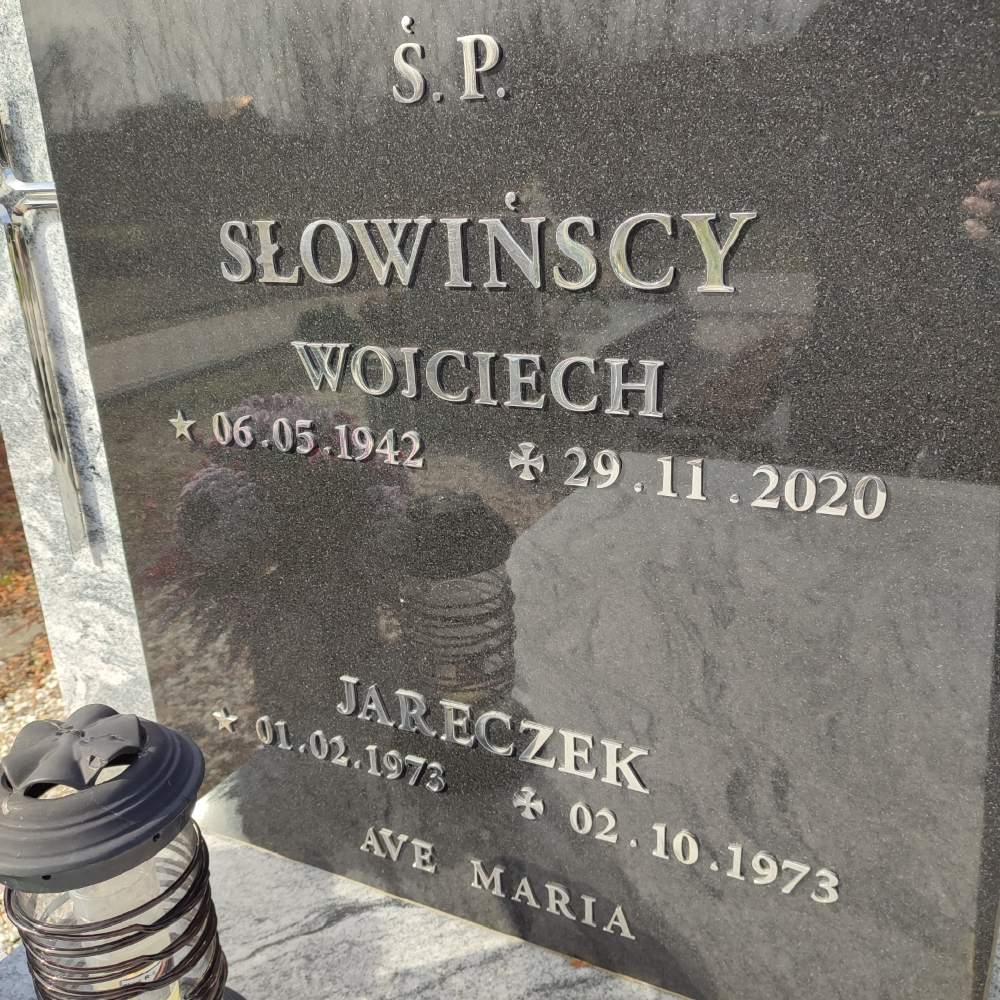 Ś.P.
SŁOWIŃSCY
WOJCIECH
06.05.1942 29.11.2020
JARECZEK
01.02.1973 02.10.1973
AVE MARIA